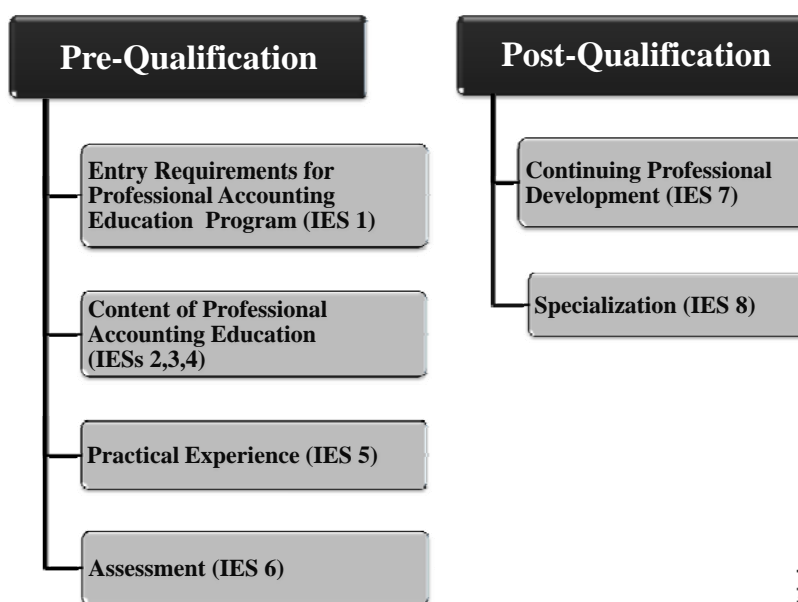 Pre-Qualification
Entry Requirements for
Professional Accounting
Education Program (IES 1)
Content of Professional
Accounting Education
(IESs 2,3,4)
Practical Experience (IES 5)
Assessment (IES 6)
Post-Qualification
Continuing Professional
Development (IES 7)
Specialization (IES 8)